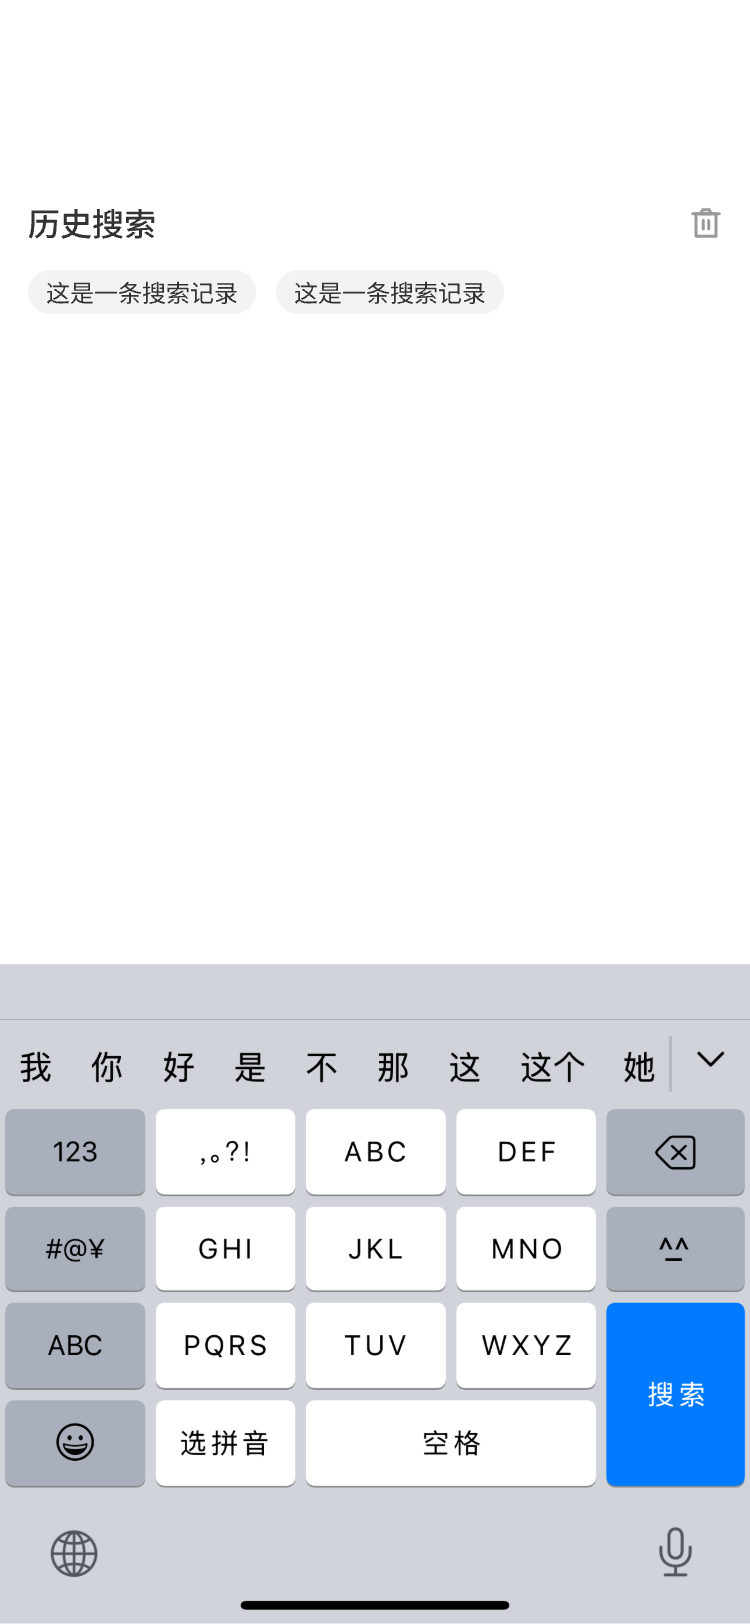 历史搜索
这是一条搜索记录 这是一条搜索记录
我 你 好 是 不 那 这 这个 她
123 ,。?! ABC DEF
#@¥ GHI JKL MNO ^^
ABC PQRS TUV WXYZ
搜索
选拼音 空格